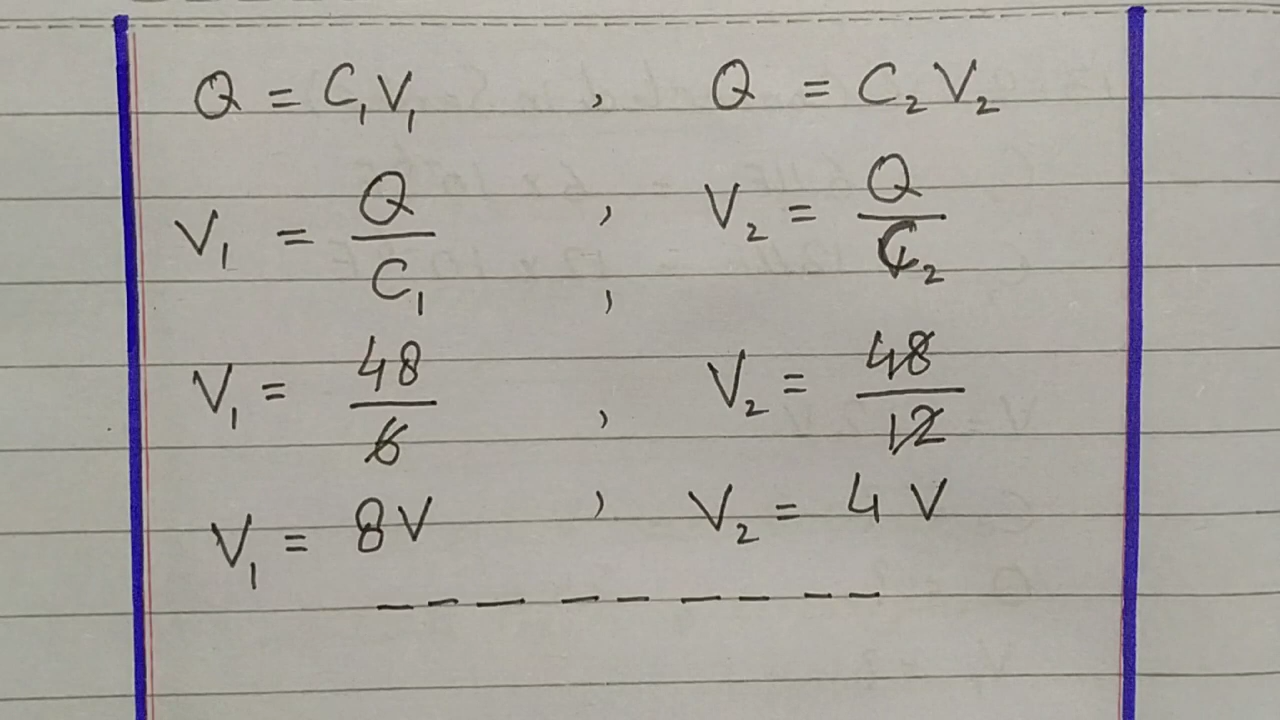 Q = C₁V₁ , Q = C₂V₂
V₁ = Q/C₁ , V₂ = Q/C₂
,
V₁ = 48/6 , V₂ = 48/12
V₁ = 8V , V₂ = 4 V